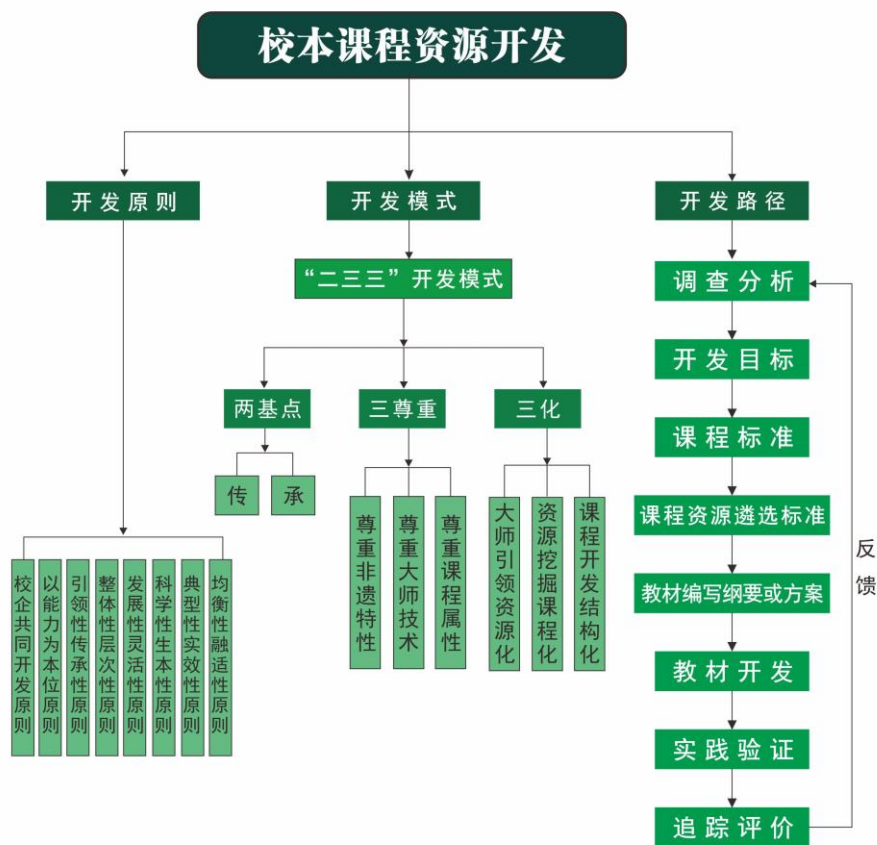 校本课程资源开发
开发原则
开发模式
开发路径
“二三三”开发模式
调查分析
开发目标
两基点
三尊重
三化
课程标准
传
承
尊重非遗特性
尊重大师技术
尊重课程属性
大师引领资源化
资源挖掘课程化
课程开发结构化
课程资源遴选标准
反馈
校企共同开发原则
以能力为本位原则
引领性传承性原则
整体性层次性原则
发展性灵活性原则
科学性生本性原则
典型性实效性原则
均衡性融适性原则
教材编写纲要或方案
教材开发
实践验证
追踪评价